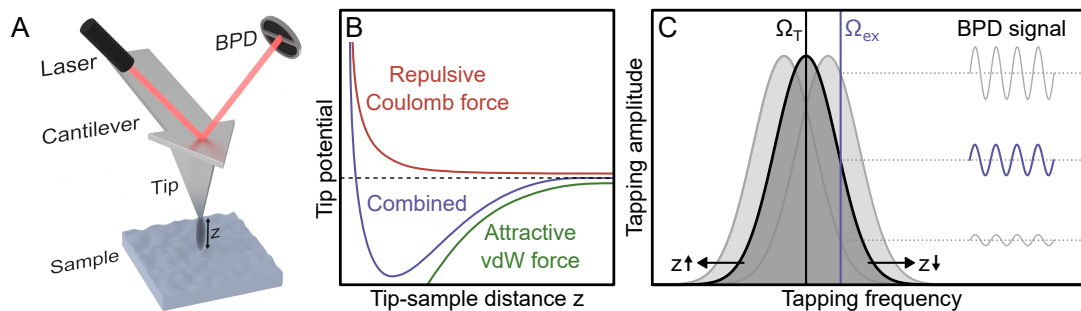 A
Laser
BPD
Cantilever
Tip
z
Sample
B
Repulsive
Coulomb force
Combined
Attractive
vdW force
Tip potential
Tip-sample distance z
C
Ω_T
Ω_ex
BPD signal
Tapping amplitude
z↑
z↓
Tapping frequency